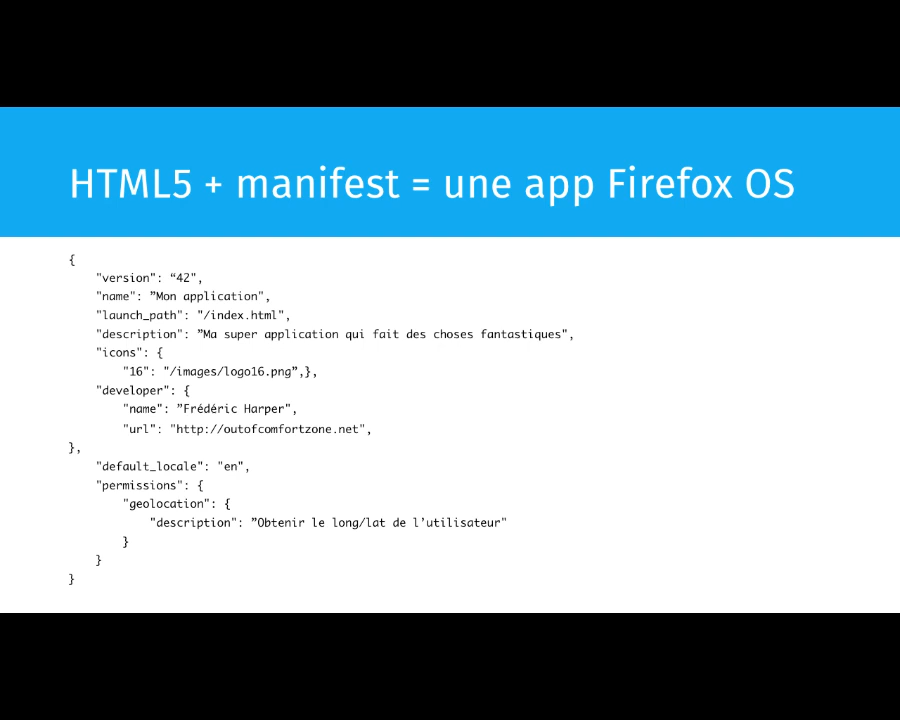 HTML5 + manifest = une app Firefox OS
{
"version": “42",
"name": ”Mon application",
"launch_path": "/index.html",
"description": ”Ma super application qui fait des choses fantastiques",
"icons": {
"16": "/images/logo16.png”,},
"developer": {
"name": ”Frédéric Harper",
"url": "http://outofcomfortzone.net",
},
"default_locale": "en",
"permissions": {
"geolocation": {
"description": ”Obtenir le long/lat de l’utilisateur"
}
}
}